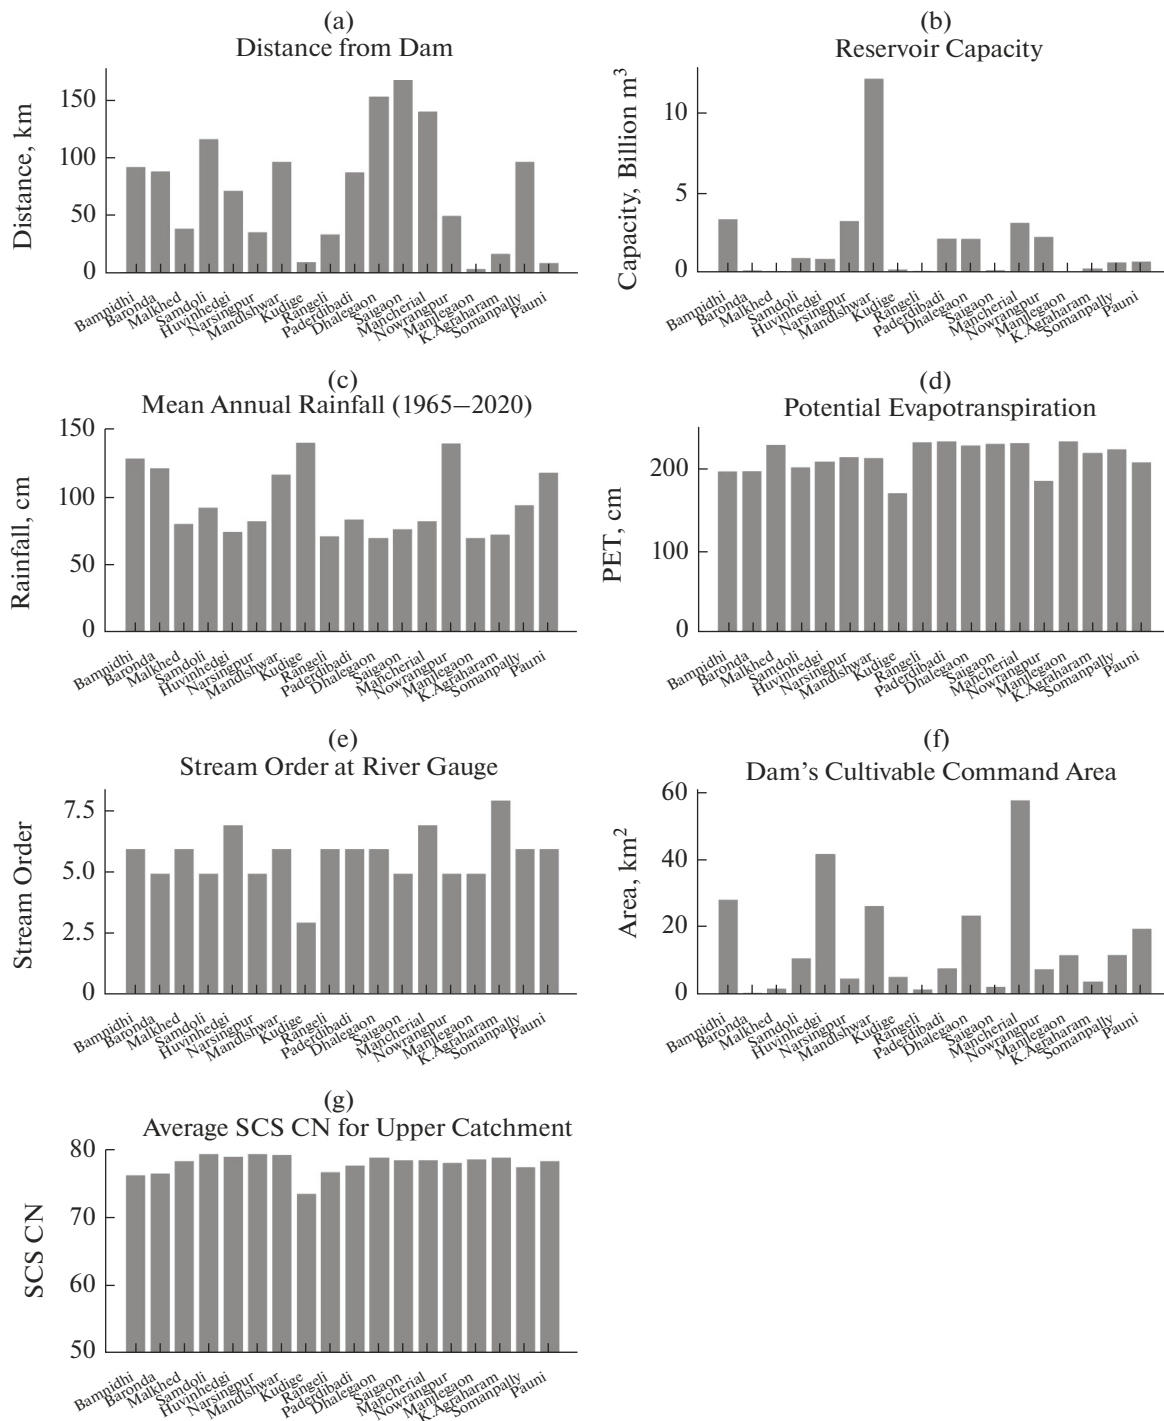 (a)
Distance from Dam
Distance, km
150
100
50
0
Bamnidhi
Baronda
Malkhed
Samdoli
Huvinhedgi
Narsingpur
Mandlshwar
Kudige
Rangeli
Paderdibadi
Dhalegaon
Saigaon
Mancherial
Nowrangpur
Manjlegaon
K.Agraharam
Somanpally
Pauni
(b)
Reservoir Capacity
Capacity, Billion m³
10
5
0
Bamnidhi
Baronda
Malkhed
Samdoli
Huvinhedgi
Narsingpur
Mandlshwar
Kudige
Rangeli
Paderdibadi
Dhalegaon
Saigaon
Mancherial
Nowrangpur
Manjlegaon
K.Agraharam
Somanpally
Pauni
(c)
Mean Annual Rainfall (1965–2020)
Rainfall, cm
150
100
50
0
Bamnidhi
Baronda
Malkhed
Samdoli
Huvinhedgi
Narsingpur
Mandlshwar
Kudige
Rangeli
Paderdibadi
Dhalegaon
Saigaon
Mancherial
Nowrangpur
Manjlegaon
K.Agraharam
Somanpally
Pauni
(d)
Potential Evapotranspiration
PET, cm
200
100
0
Bamnidhi
Baronda
Malkhed
Samdoli
Huvinhedgi
Narsingpur
Mandlshwar
Kudige
Rangeli
Paderdibadi
Dhalegaon
Saigaon
Mancherial
Nowrangpur
Manjlegaon
K.Agraharam
Somanpally
Pauni
(e)
Stream Order at River Gauge
Stream Order
7.5
5.0
2.5
0
Bamnidhi
Baronda
Malkhed
Samdoli
Huvinhedgi
Narsingpur
Mandlshwar
Kudige
Rangeli
Paderdibadi
Dhalegaon
Saigaon
Mancherial
Nowrangpur
Manjlegaon
K.Agraharam
Somanpally
Pauni
(f)
Dam's Cultivable Command Area
Area, km²
60
40
20
0
Bamnidhi
Baronda
Malkhed
Samdoli
Huvinhedgi
Narsingpur
Mandlshwar
Kudige
Rangeli
Paderdibadi
Dhalegaon
Saigaon
Mancherial
Nowrangpur
Manjlegaon
K.Agraharam
Somanpally
Pauni
(g)
Average SCS CN for Upper Catchment
SCS CN
80
70
60
50
Bamnidhi
Baronda
Malkhed
Samdoli
Huvinhedgi
Narsingpur
Mandlshwar
Kudige
Rangeli
Paderdibadi
Dhalegaon
Saigaon
Mancherial
Nowrangpur
Manjlegaon
K.Agraharam
Somanpally
Pauni